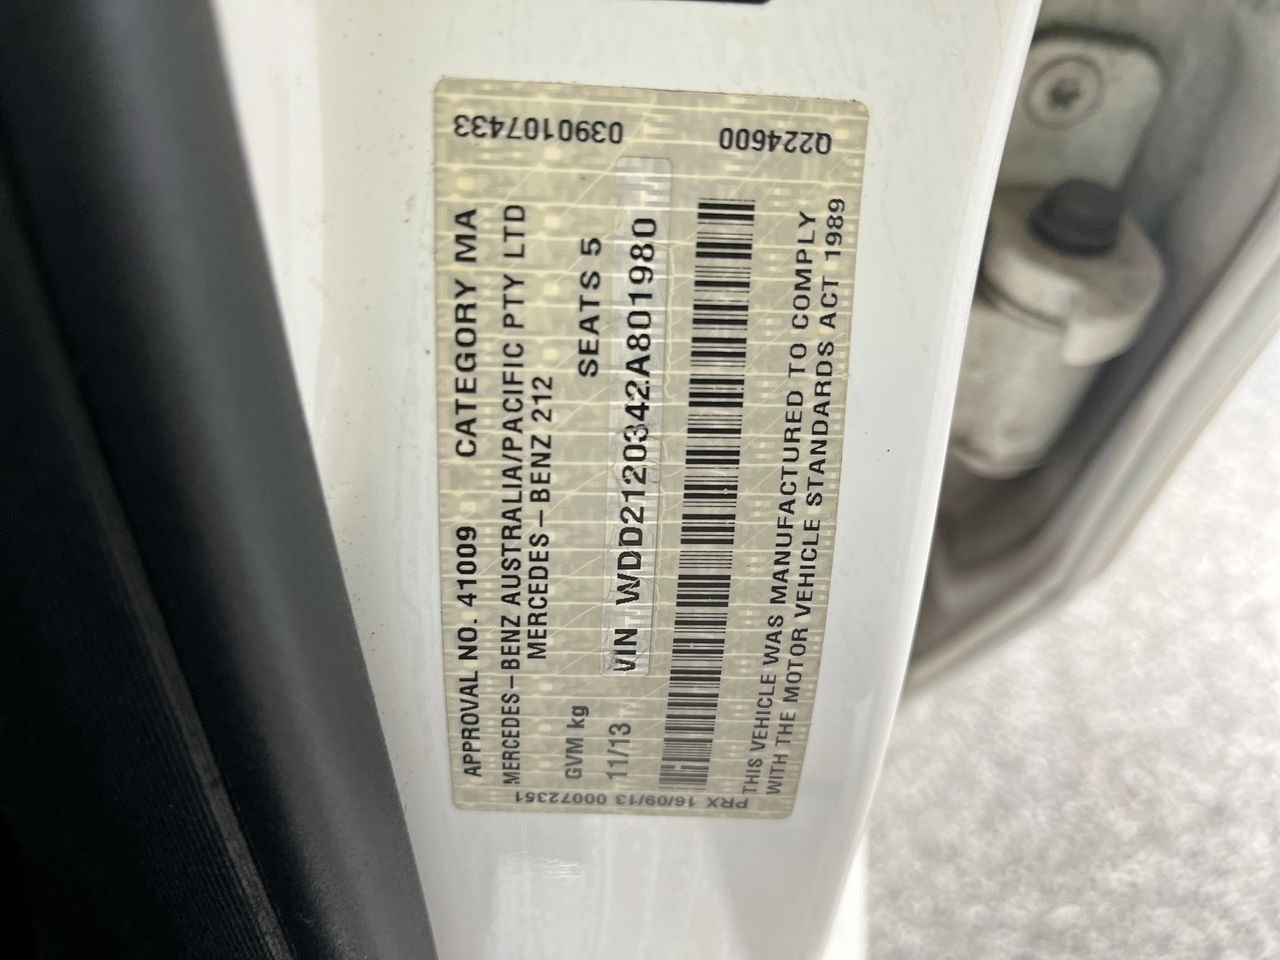 APPROVAL NO. 41009 CATEGORY MA
MERCEDES-BENZ AUSTRALIA/PACIFIC PTY LTD
MERCEDES-BENZ 212
GVM kg SEATS 5
11/13 VIN WDD2120342A801980
THIS VEHICLE WAS MANUFACTURED TO COMPLY
WITH THE MOTOR VEHICLE STANDARDS ACT 1989
0390107433
Q224600
PRX 16/09/13 00072351